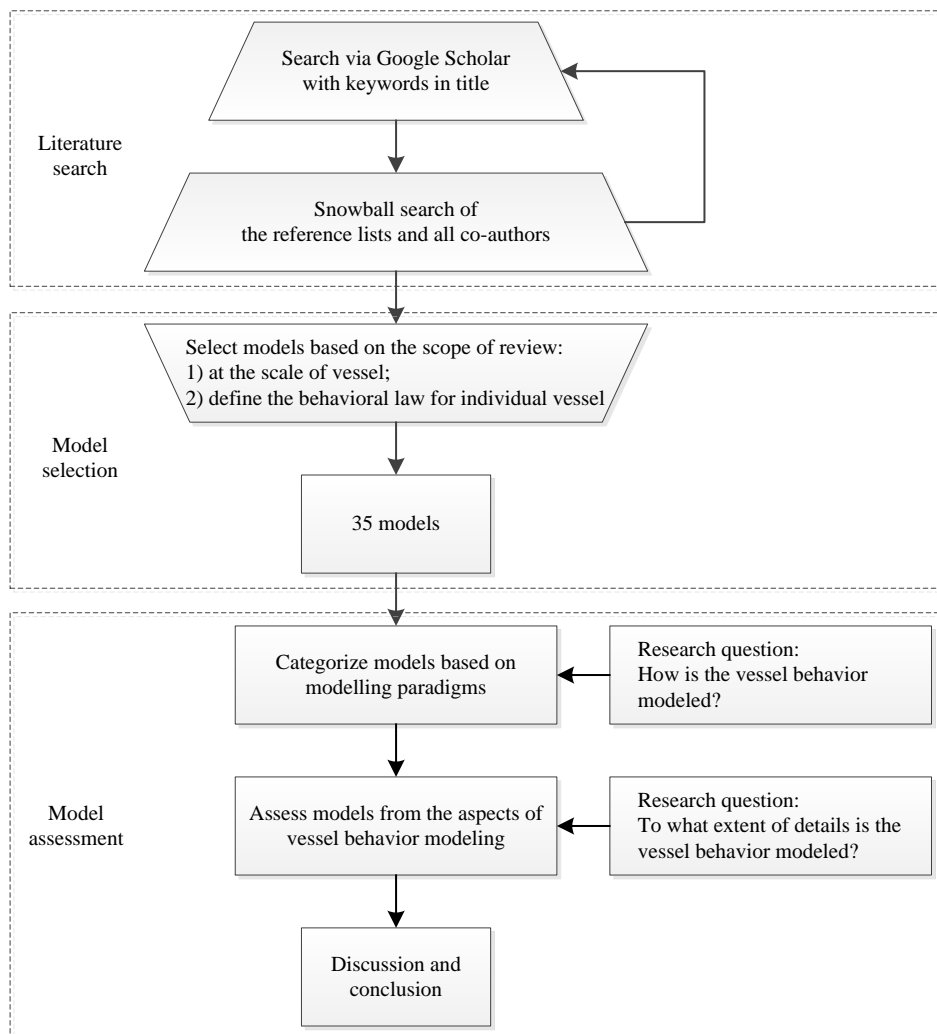 Search via Google Scholar
with keywords in title
Literature
search
Snowball search of
the reference lists and all co-authors
Select models based on the scope of review:
1) at the scale of vessel;
2) define the behavioral law for individual vessel
Model
selection
35 models
Categorize models based on
modelling paradigms
Research question:
How is the vessel behavior
modeled?
Model
assessment
Assess models from the aspects of
vessel behavior modeling
Research question:
To what extent of details is the
vessel behavior modeled?
Discussion and
conclusion